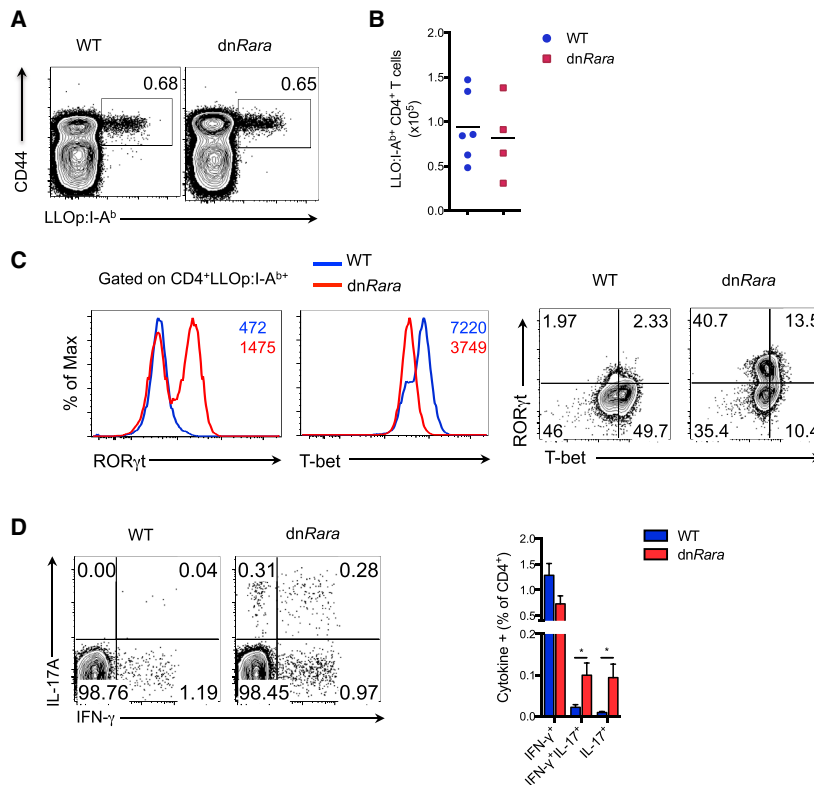 A
WT
dnRara
0.68
0.65
CD44
LLOp:I-Aᵇ
B
WT
dnRara
LLO:I-Aᵇ⁺ CD4⁺ T cells
(x10⁵)
2.0
1.5
1.0
0.5
0.0
C
Gated on CD4⁺LLOp:I-Aᵇ⁺
WT
dnRara
% of Max
472
1475
RORγt
7220
3749
T-bet
WT
dnRara
RORγt
1.97
2.33
46
49.7
40.7
13.5
35.4
10.4
T-bet
D
WT
dnRara
IL-17A
0.00
0.04
98.76
1.19
0.31
0.28
98.45
0.97
IFN-γ
WT
dnRara
Cytokine + (% of CD4⁺)
2.0
1.5
1.0
0.5
0.2
0.1
0.0
*
*
IFN-γ⁺
IFN-γ⁺IL-17⁺
IL-17⁺